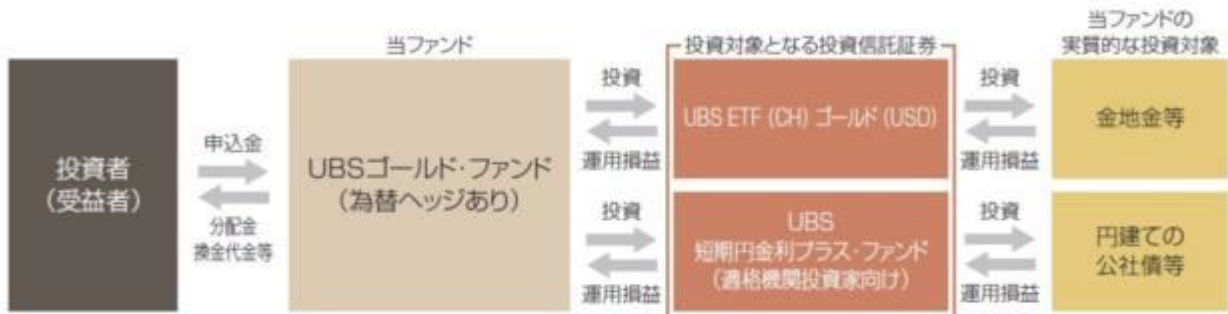 当ファンド
投資対象となる投資信託証券
当ファンドの
実質的な投資対象
投資者
(受益者)
申込金
分配金
換金代金等
UBSゴールド・ファンド
(為替ヘッジあり)
投資
運用損益
UBS ETF (CH) ゴールド (USD)
投資
運用損益
金地金等
投資
運用損益
UBS
短期円金利プラス・ファンド
(適格機関投資家向け)
投資
運用損益
円建ての
公社債等